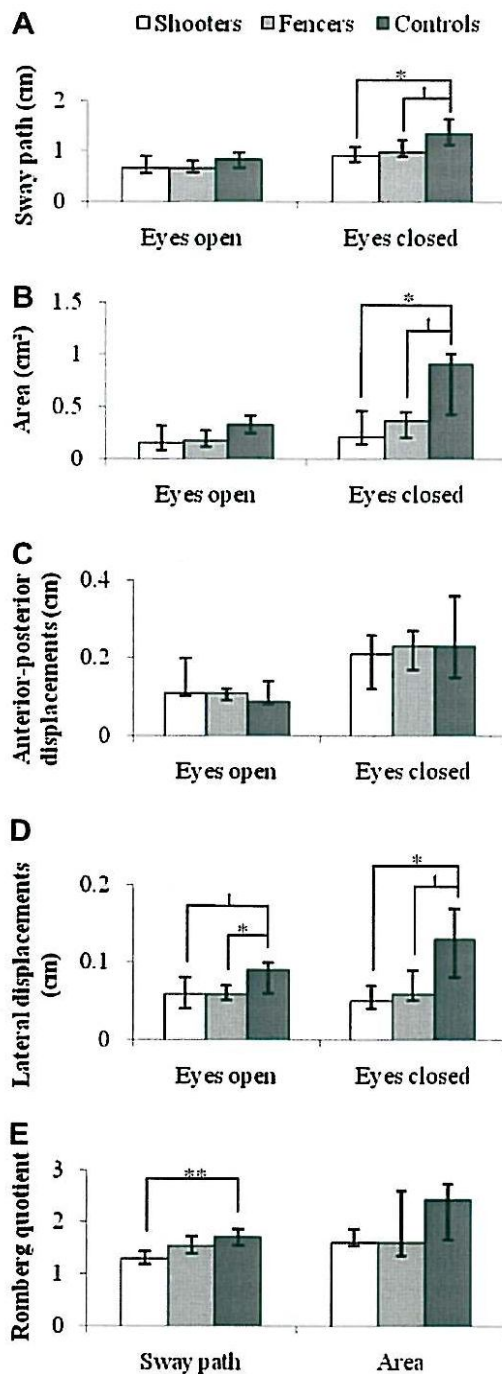 A
Shooters Fencers Controls
Sway path (cm)
2
1
0
*
Eyes open Eyes closed
B
Area (cm²)
1.5
1
0.5
0
*
Eyes open Eyes closed
C
Anterior-posterior
displacements (cm)
0.4
0.2
0
Eyes open Eyes closed
D
Lateral displacements
(cm)
0.2
0.1
0
*
*
Eyes open Eyes closed
E
Romberg quotient
3
2
1
0
**
Sway path Area